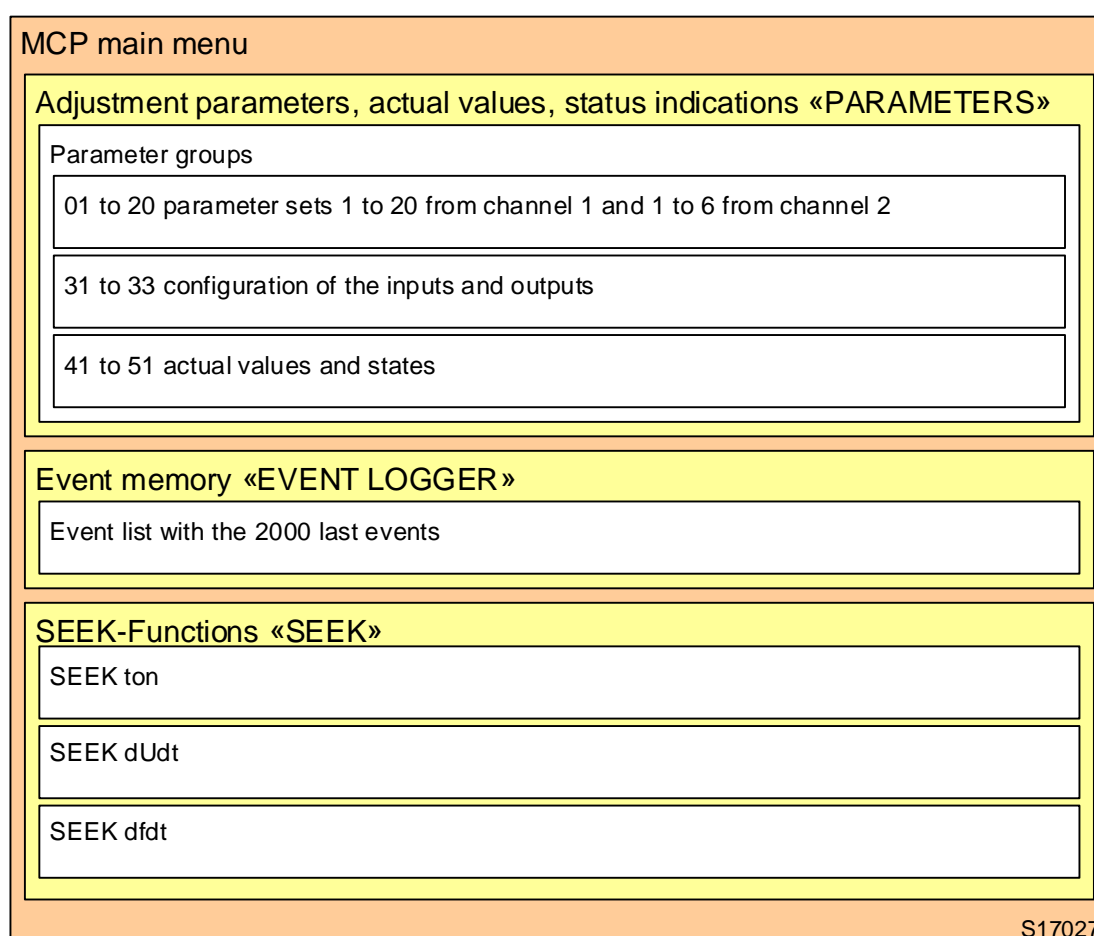 MCP main menu
Adjustment parameters, actual values, status indications «PARAMETERS»
Parameter groups
01 to 20 parameter sets 1 to 20 from channel 1 and 1 to 6 from channel 2
31 to 33 configuration of the inputs and outputs
41 to 51 actual values and states
Event memory «EVENT LOGGER»
Event list with the 2000 last events
SEEK-Functions «SEEK»
SEEK ton
SEEK dUdt
SEEK dfdt
S17027